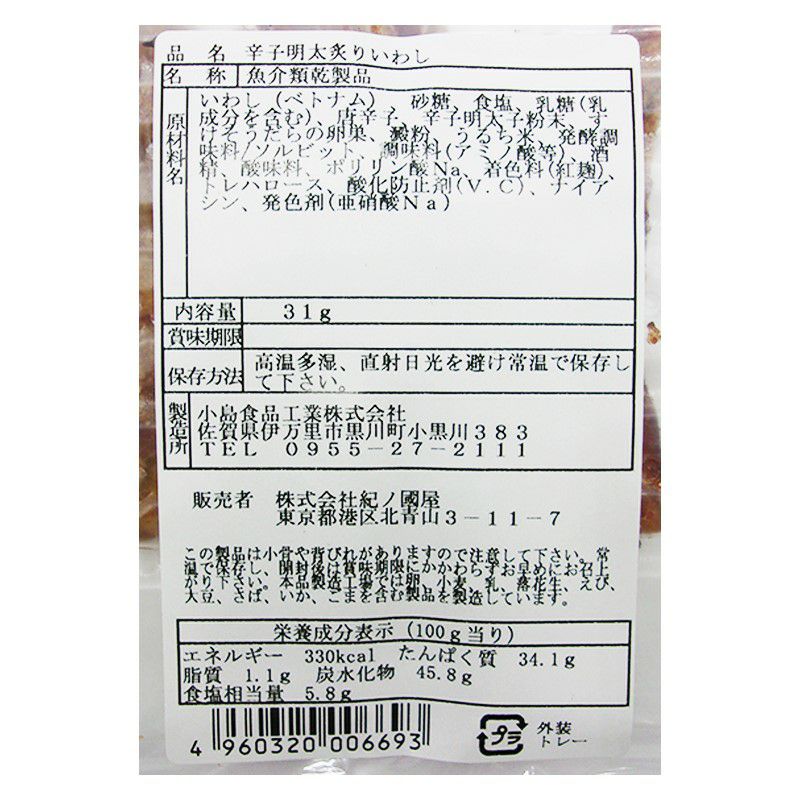 品名 辛子明太炙りいわし
名称 魚介類乾製品
原材料名 いわし(ベトナム)、砂糖、食塩、乳糖(乳
成分を含む)、唐辛子、辛子明太子粉末、す
けそうだらの卵巣、澱粉、うるち米、発酵調
味料/ソルビット、調味料(アミノ酸等)、酒
精、酸味料、ポリリン酸Na、着色料(紅麹)、
トレハロース、酸化防止剤(V.C)、ナイア
シン、発色剤(亜硝酸Na)
内容量 31g
賞味期限
保存方法 高温多湿、直射日光を避け常温で保存し
て下さい。
製造所 小島食品工業株式会社
佐賀県伊万里市黒川町小黒川383
TEL 0955-27-2111
販売者 株式会社紀ノ國屋
東京都港区北青山3-11-7
この製品は小骨や背びれがありますので注意して下さい。常
温で保存し、開封後は賞味期限にかかわらずお早めにお召上
がり下さい。本品製造工場では卵、小麦、乳、落花生、えび、
大豆、さば、いか、ごまを含む製品を製造しています。
栄養成分表示(100g当り)
エネルギー 330kcal たんぱく質 34.1g
脂質 1.1g 炭水化物 45.8g
食塩相当量 5.8g
4 960320 006693
プラ 外装
トレー